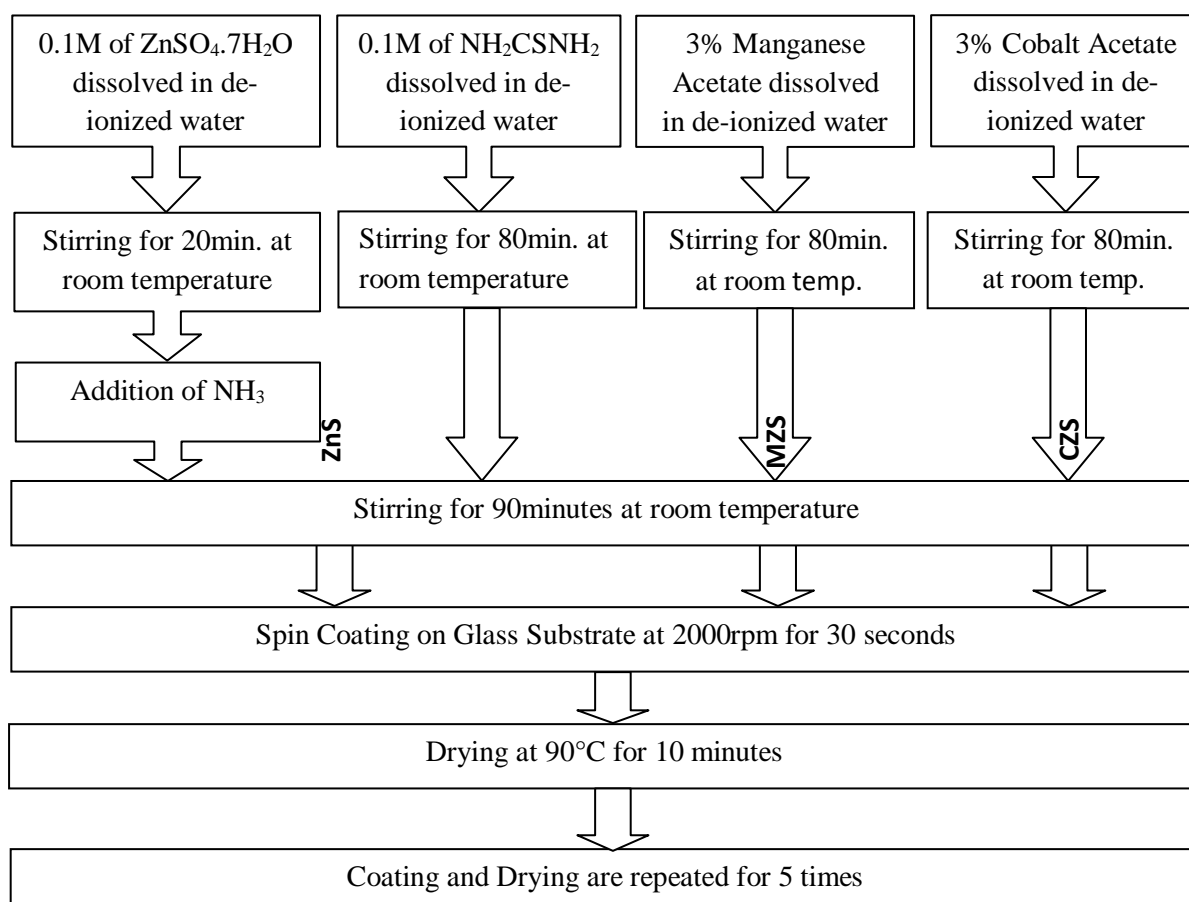 0.1M of ZnSO₄.7H₂O
dissolved in de-
ionized water
0.1M of NH₂CSNH₂
dissolved in de-
ionized water
3% Manganese
Acetate dissolved
in de-ionized water
3% Cobalt Acetate
dissolved in de-
ionized water
Stirring for 20min. at
room temperature
Stirring for 80min. at
room temperature
Stirring for 80min.
at room temp.
Stirring for 80min.
at room temp.
Addition of NH₃
ZnS
MZS
CZS
Stirring for 90minutes at room temperature
Spin Coating on Glass Substrate at 2000rpm for 30 seconds
Drying at 90°C for 10 minutes
Coating and Drying are repeated for 5 times